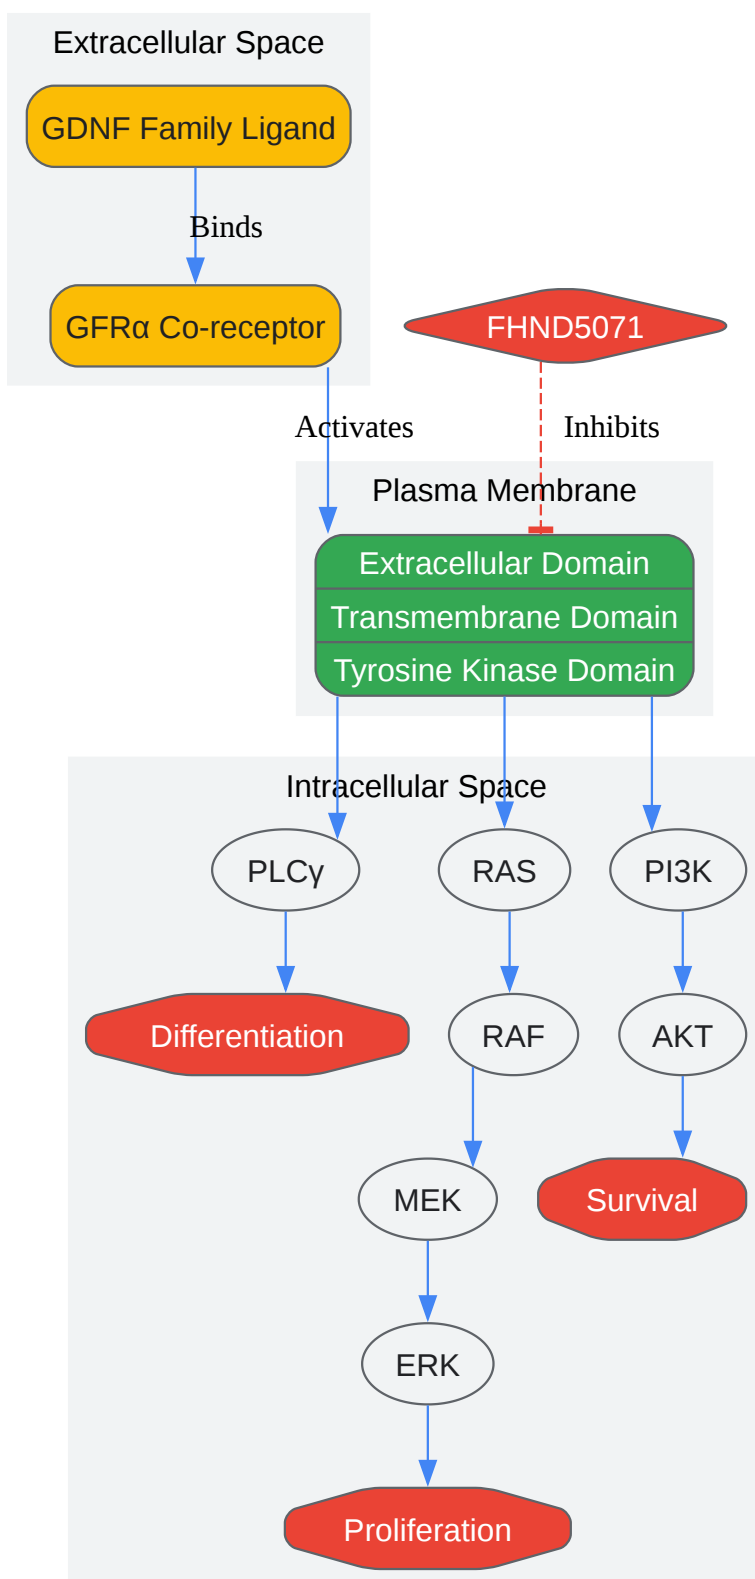 Extracellular Space
GDNF Family Ligand
Binds
GFRα Co-receptor
FHND5071
Activates
Inhibits
Plasma Membrane
Extracellular Domain
Transmembrane Domain
Tyrosine Kinase Domain
Intracellular Space
PLCγ
RAS
PI3K
Differentiation
RAF
AKT
MEK
Survival
ERK
Proliferation